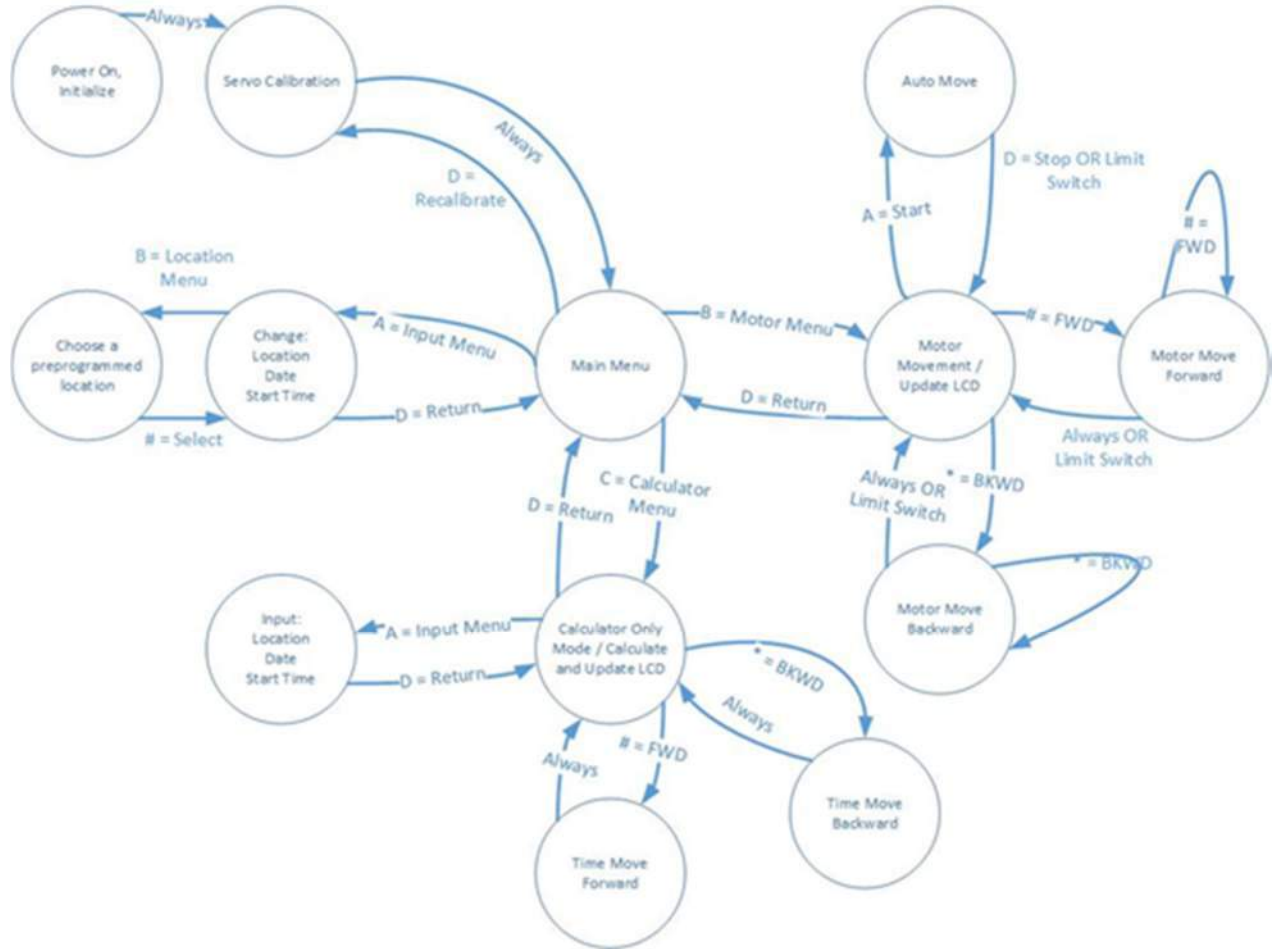 Always
Power On,
Initialize
Servo Calibration
Always
D =
Recalibrate
Auto Move
D = Stop OR Limit
Switch
A = Start
# =
FWD
B = Location
Menu
Choose a
preprogrammed
location
Change:
Location
Date
Start Time
A = Input Menu
Main Menu
B = Motor Menu
Motor
Movement /
Update LCD
# = FWD
Motor Move
Forward
# = Select
D = Return
D = Return
Always OR
Limit Switch
D = Return
C = Calculator
Menu
Always OR
Limit Switch
* = BKWD
Motor Move
Backward
* = BKWD
Input:
Location
Date
Start Time
A = Input Menu
D = Return
Calculator Only
Mode / Calculate
and Update LCD
* = BKWD
Always
# = FWD
Always
Time Move
Backward
Time Move
Forward